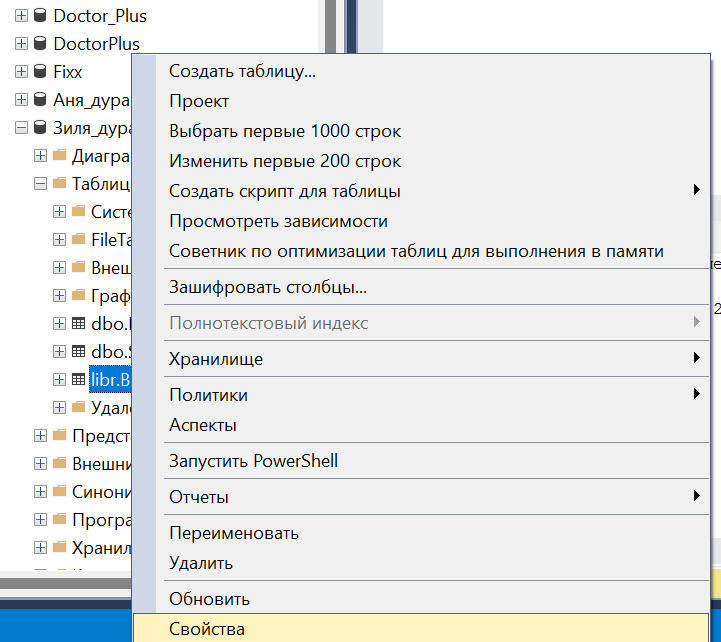 Doctor_Plus
DoctorPlus
Fixx
Аня_дура
Зиля_дура
Диагра
Таблиц
Систе
FileTa
Внеш
Граф
dbo.
dbo.
libr.B
Удал
Предст
Внешни
Синони
Програ
Хранил
Создать таблицу...
Проект
Выбрать первые 1000 строк
Изменить первые 200 строк
Создать скрипт для таблицы
Просмотреть зависимости
Советник по оптимизации таблиц для выполнения в памяти
Зашифровать столбцы...
Полнотекстовый индекс
Хранилище
Политики
Аспекты
Запустить PowerShell
Отчеты
Переименовать
Удалить
Обновить
Свойства